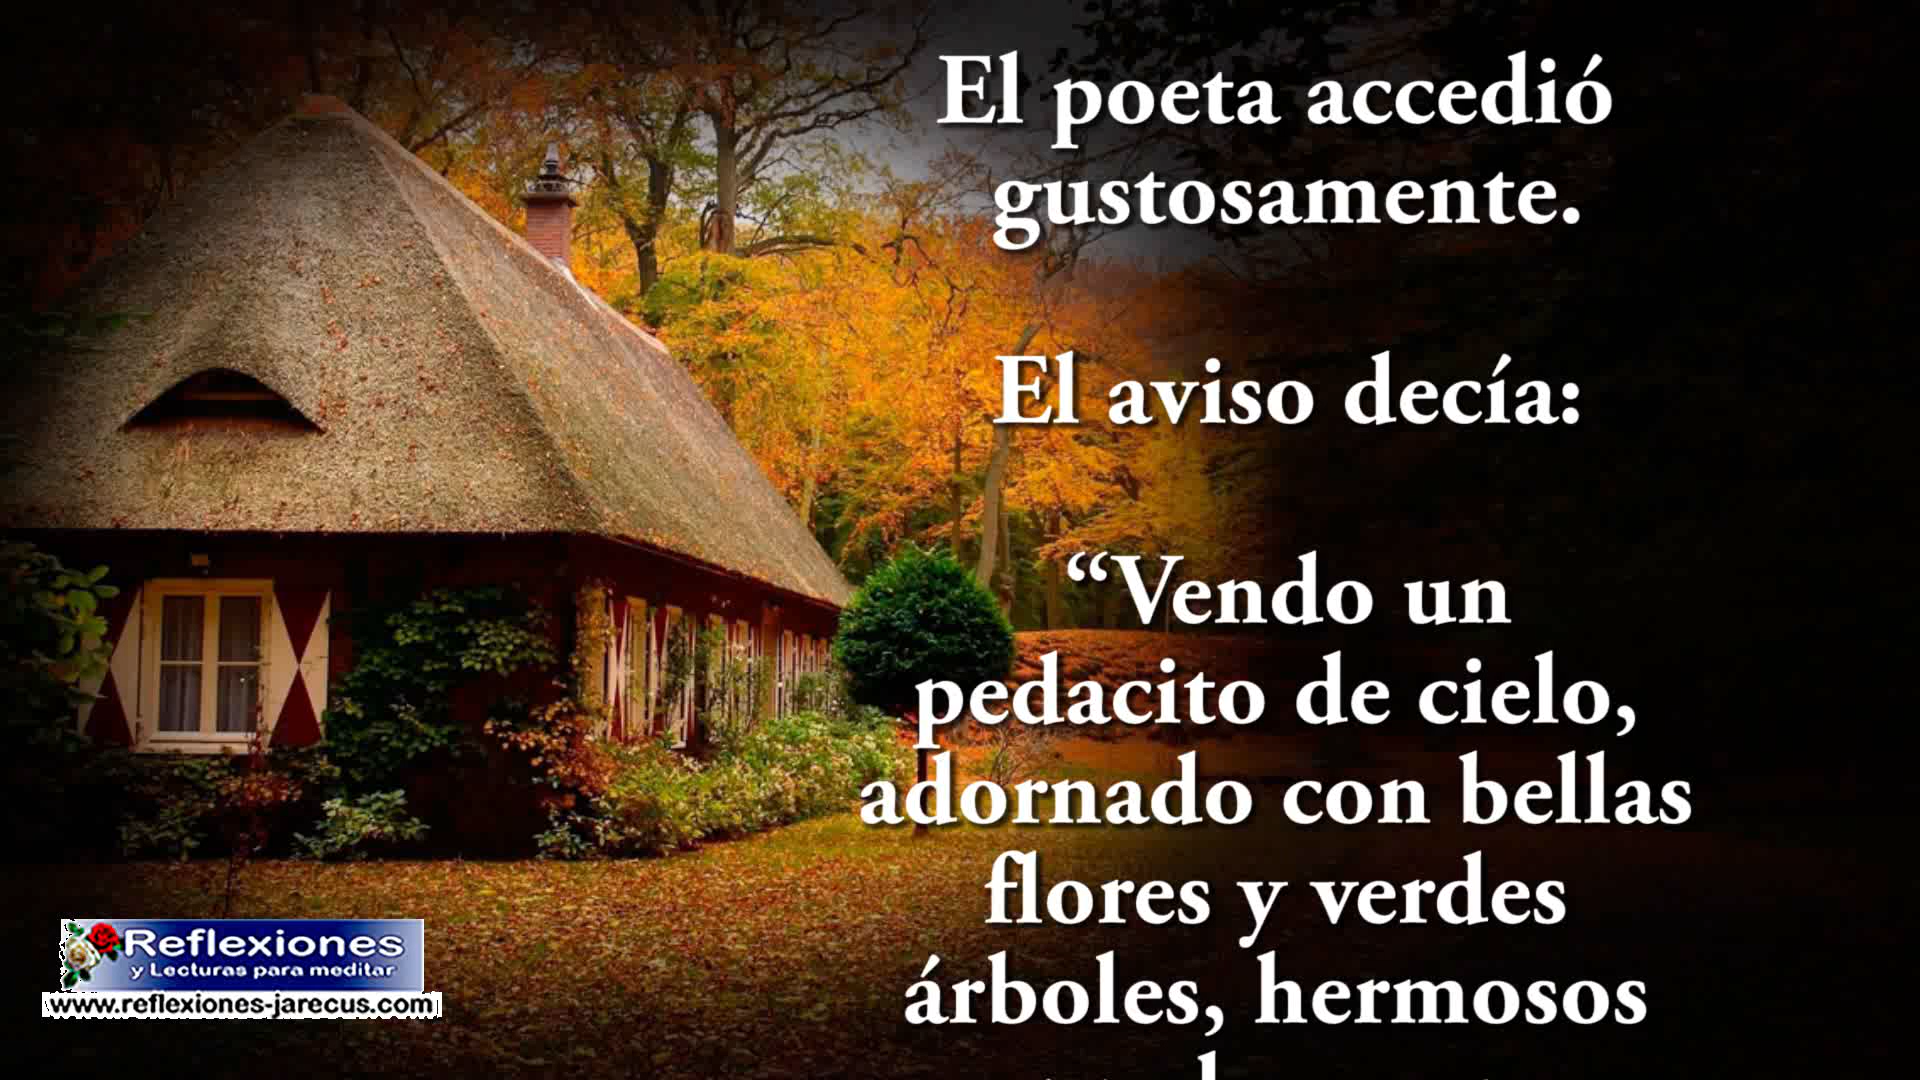 El poeta accedió
gustosamente.
El aviso decía:
“Vendo un
pedacito de cielo,
adornado con bellas
flores y verdes
árboles, hermosos
Reflexiones
y Lecturas para meditar
www.reflexiones-jarecus.com